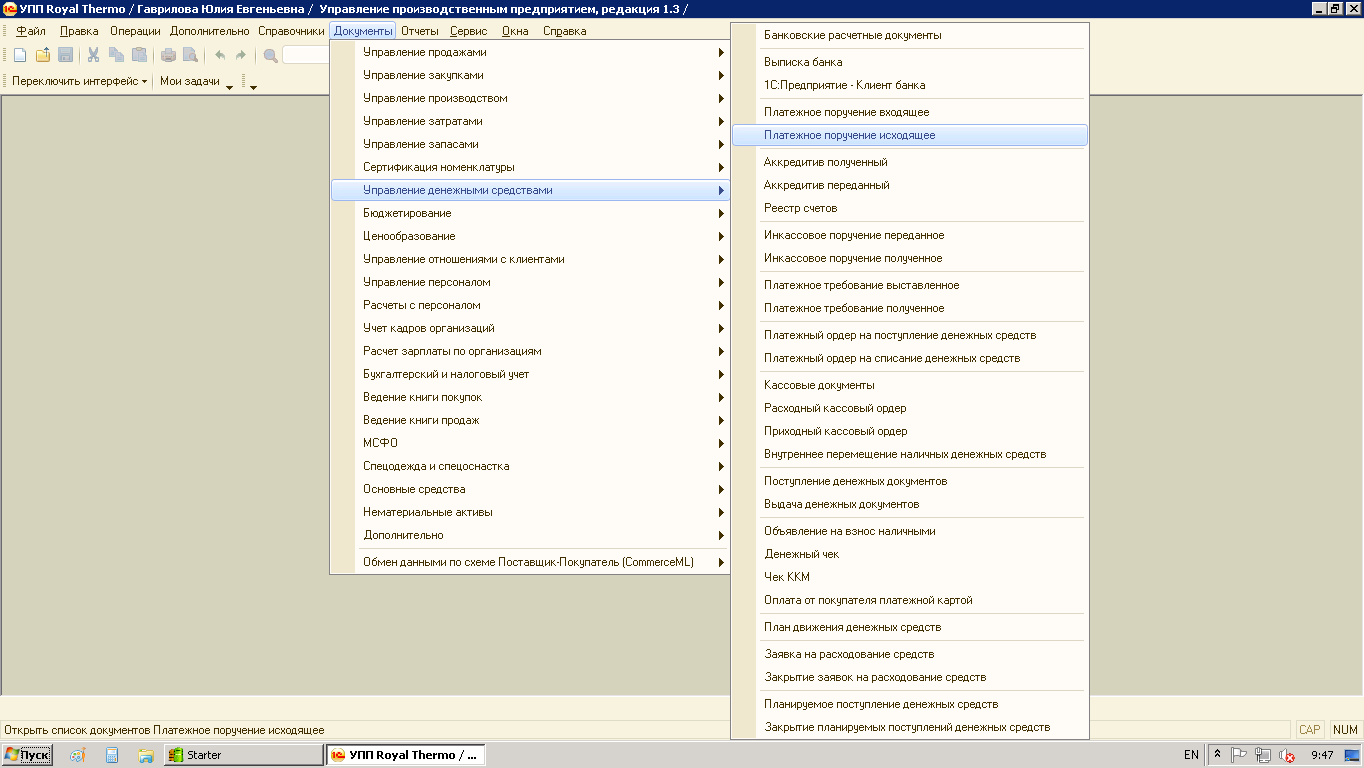 УПП Royal Thermo / Гаврилова Юлия Евгеньевна / Управление производственным предприятием, редакция 1.3 /
Файл Правка Операции Дополнительно Справочники Документы Отчеты Сервис Окна Справка
Переключить интерфейс Мои задачи
Управление продажами
Управление закупками
Управление производством
Управление затратами
Управление запасами
Сертификация номенклатуры
Управление денежными средствами
Бюджетирование
Ценообразование
Управление отношениями с клиентами
Управление персоналом
Расчеты с персоналом
Учет кадров организаций
Расчет зарплаты по организациям
Бухгалтерский и налоговый учет
Ведение книги покупок
Ведение книги продаж
МСФО
Спецодежда и спецоснастка
Основные средства
Нематериальные активы
Дополнительно
Обмен данными по схеме Поставщик-Покупатель (CommerceML)
Банковские расчетные документы
Выписка банка
1С:Предприятие - Клиент банка
Платежное поручение входящее
Платежное поручение исходящее
Аккредитив полученный
Аккредитив переданный
Реестр счетов
Инкассовое поручение переданное
Инкассовое поручение полученное
Платежное требование выставленное
Платежное требование полученное
Платежный ордер на поступление денежных средств
Платежный ордер на списание денежных средств
Кассовые документы
Расходный кассовый ордер
Приходный кассовый ордер
Внутреннее перемещение наличных денежных средств
Поступление денежных документов
Выдача денежных документов
Объявление на взнос наличными
Денежный чек
Чек ККМ
Оплата от покупателя платежной картой
План движения денежных средств
Заявка на расходование средств
Закрытие заявок на расходование средств
Планируемое поступление денежных средств
Закрытие планируемых поступлений денежных средств
Открыть список документов Платежное поручение исходящее
CAP NUM
Пуск Starter УПП Royal Thermo / ... EN 9:47